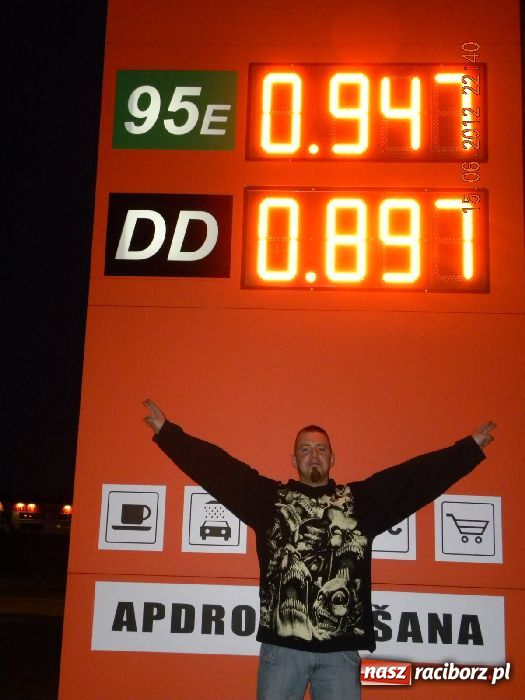 95E 0.947
DD 0.897
15.06.2012 22:40
APDRO ŠANA
nasz raciborz.pl